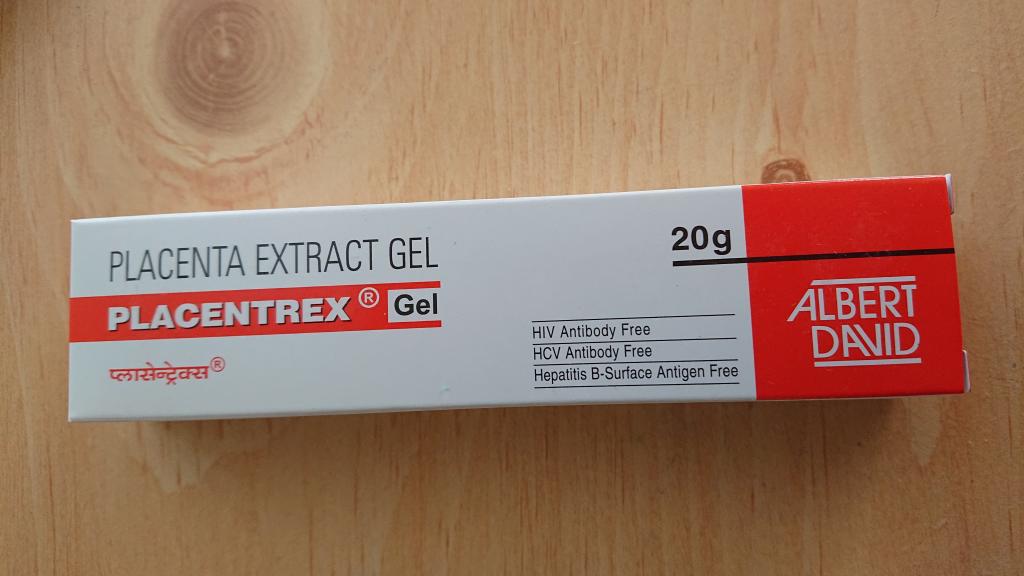 PLACENTA EXTRACT GEL
PLACENTREX® Gel
प्लासेन्ट्रेक्स®
20g
HIV Antibody Free
HCV Antibody Free
Hepatitis B-Surface Antigen Free
ALBERT
DAVID